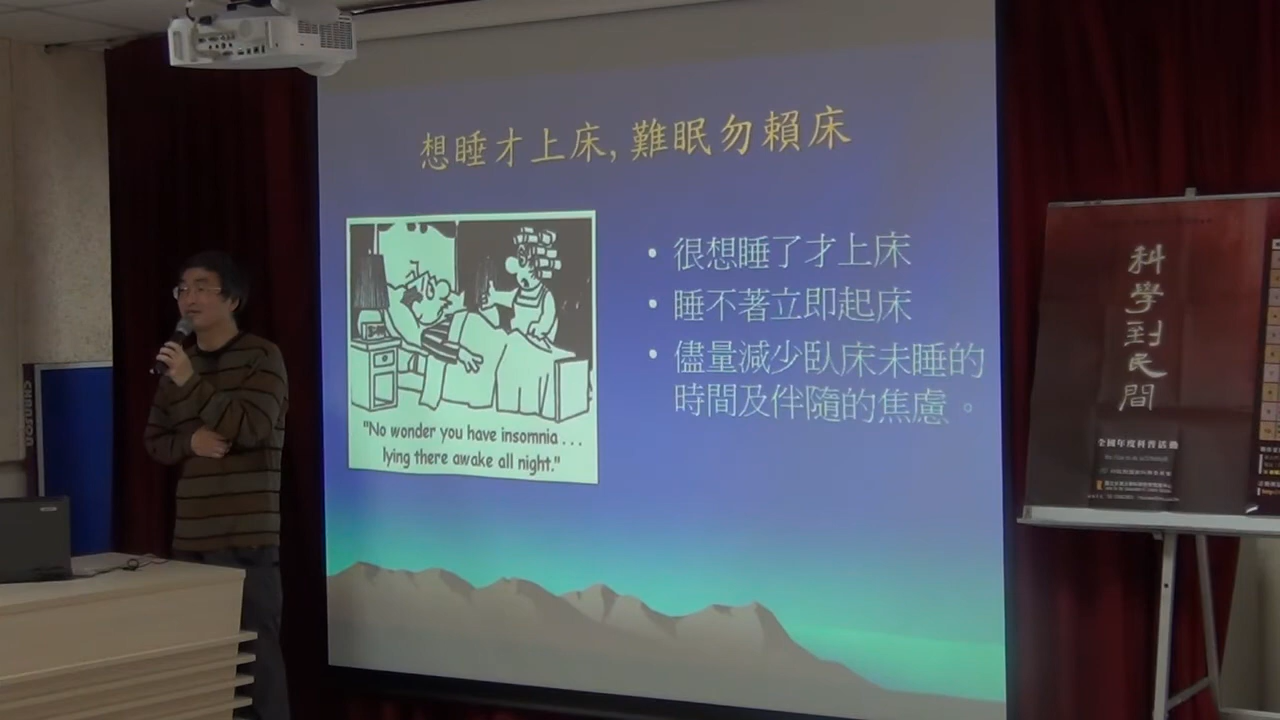 想睡才上床, 難眠勿賴床
很想睡了才上床
睡不著立即起床
儘量減少臥床未睡的
時間及伴隨的焦慮。
"No wonder you have insomnia . . .
lying there awake all night."
科學到民間
全國年度科普活動